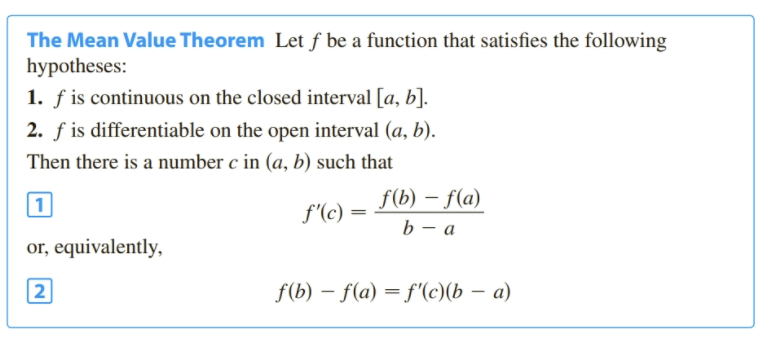 The Mean Value Theorem Let f be a function that satisfies the following
hypotheses:
1. f is continuous on the closed interval [a, b].
2. f is differentiable on the open interval (a, b).
Then there is a number c in (a, b) such that
1 f′(c) = \frac{f(b) − f(a)}{b − a}
or, equivalently,
2 f(b) − f(a) = f′(c)(b − a)